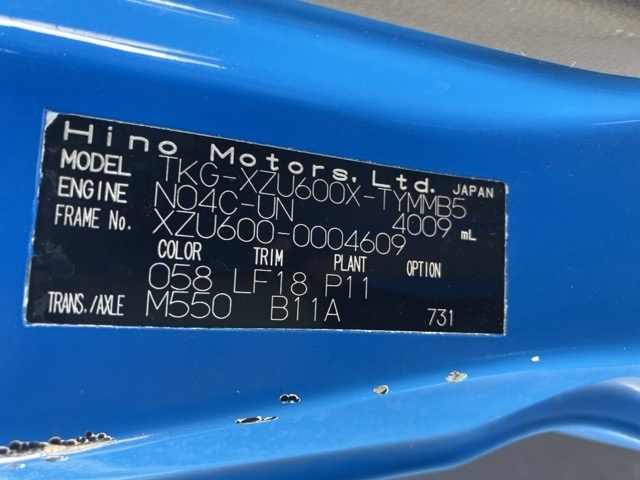 Hino Motors, Ltd. JAPAN
MODEL TKG-XZU600X-TYMMB5
ENGINE N04C-UN 4009 mL
FRAME No. XZU600-0004609
COLOR TRIM PLANT OPTION
058 LF18 P11
TRANS./AXLE M550 B11A 731